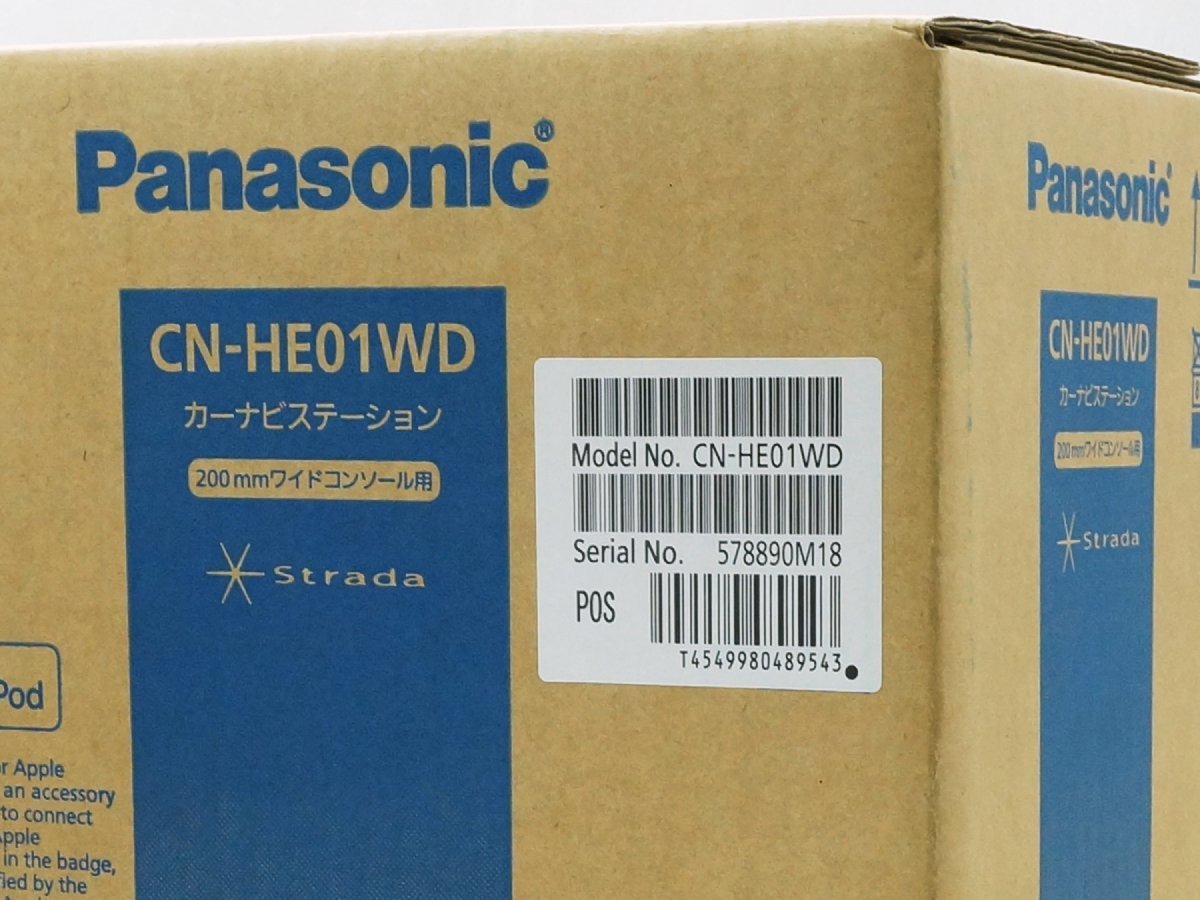 Panasonic®
CN-HE01WD
カーナビステーション
200mmワイドコンソール用
Strada
Model No. CN-HE01WD
Serial No. 578890M18
POS
T4549980489543
Pod
r Apple
an accessory
to connect
Apple
in the badge,
fied by the
Panasonic
CN-HE01WD
カーナビステーション
200mmワイドコンソール用
Strada